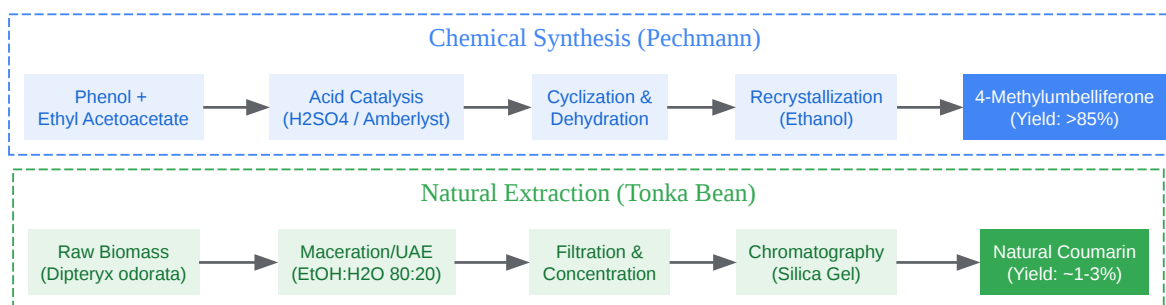 Chemical Synthesis (Pechmann)
Phenol +
Ethyl Acetoacetate
Acid Catalysis
(H2SO4 / Amberlyst)
Cyclization &
Dehydration
Recrystallization
(Ethanol)
4-Methylumbelliferone
(Yield: >85%)
Natural Extraction (Tonka Bean)
Raw Biomass
(Dipteryx odorata)
Maceration/UAE
(EtOH:H2O 80:20)
Filtration &
Concentration
Chromatography
(Silica Gel)
Natural Coumarin
(Yield: ~1-3%)